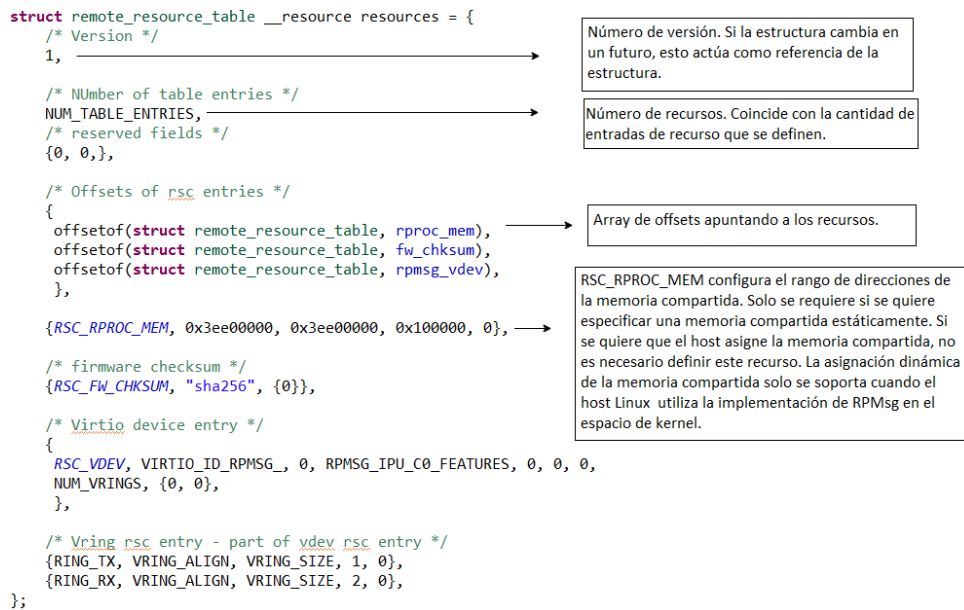 struct remote_resource_table __resource resources = {
/* Version */
1,
Número de versión. Si la estructura cambia en
un futuro, esto actúa como referencia de la
estructura.
/* NUmber of table entries */
NUM_TABLE_ENTRIES,
/* reserved fields */
{0, 0,},
Número de recursos. Coincide con la cantidad de
entradas de recurso que se definen.
/* Offsets of rsc entries */
{
offsetof(struct remote_resource_table, rproc_mem),
offsetof(struct remote_resource_table, fw_chksum),
offsetof(struct remote_resource_table, rpmsg_vdev),
},
Array de offsets apuntando a los recursos.
{RSC_RPROC_MEM, 0x3ee00000, 0x3ee00000, 0x100000, 0},
RSC_RPROC_MEM configura el rango de direcciones de
la memoria compartida. Solo se requiere si se quiere
especificar una memoria compartida estáticamente. Si
se quiere que el host asigne la memoria compartida, no
es necesario definir este recurso. La asignación dinámica
de la memoria compartida solo se soporta cuando el
host Linux utiliza la implementación de RPMsg en el
espacio de kernel.
/* firmware checksum */
{RSC_FW_CHKSUM, "sha256", {0}},
/* Virtio device entry */
{
RSC_VDEV, VIRTIO_ID_RPMSG_, 0, RPMSG_IPU_C0_FEATURES, 0, 0, 0,
NUM_VRINGS, {0, 0},
},
/* Vring rsc entry - part of vdev rsc entry */
{RING_TX, VRING_ALIGN, VRING_SIZE, 1, 0},
{RING_RX, VRING_ALIGN, VRING_SIZE, 2, 0},
};